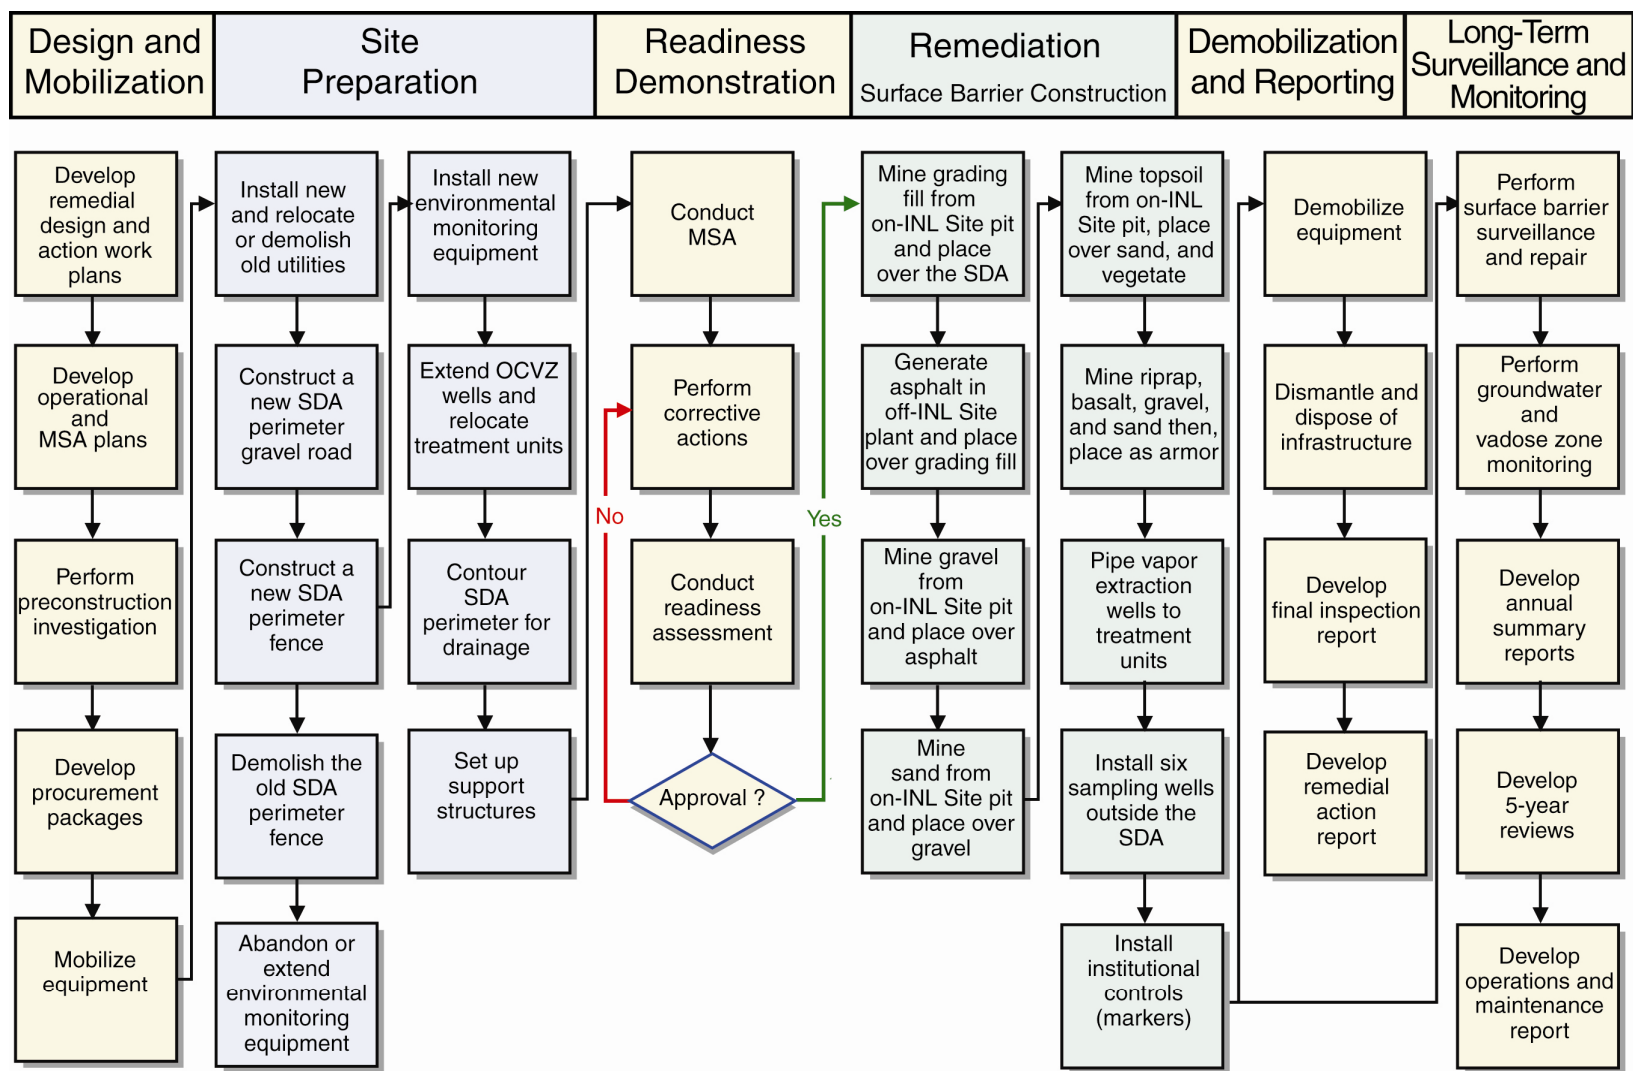 Design and
Mobilization
Site
Preparation
Readiness
Demonstration
Remediation
Surface Barrier Construction
Demobilization
and Reporting
Long-Term
Surveillance and
Monitoring
Develop
remedial
design and
action work
plans
Develop
operational
and
MSA plans
Perform
preconstruction
investigation
Develop
procurement
packages
Mobilize
equipment
Install new
and relocate
or demolish
old utilities
Construct a
new SDA
perimeter
gravel road
Construct a
new SDA
perimeter
fence
Demolish the
old SDA
perimeter
fence
Abandon or
extend
environmental
monitoring
equipment
Install new
environmental
monitoring
equipment
Extend OCVZ
wells and
relocate
treatment units
Contour
SDA
perimeter for
drainage
Set up
support
structures
Conduct
MSA
Perform
corrective
actions
Conduct
readiness
assessment
Approval ?
No
Yes
Mine grading
fill from
on-INL Site pit
and place
over the SDA
Generate
asphalt in
off-INL Site
plant and place
over grading fill
Mine gravel
from
on-INL Site pit
and place over
asphalt
Mine
sand from
on-INL Site pit
and place over
gravel
Mine topsoil
from on-INL
Site pit, place
over sand, and
vegetate
Mine riprap,
basalt, gravel,
and sand then,
place as armor
Pipe vapor
extraction
wells to
treatment
units
Install six
sampling wells
outside the
SDA
Install
institutional
controls
(markers)
Demobilize
equipment
Dismantle and
dispose of
infrastructure
Develop
final inspection
report
Develop
remedial
action
report
Perform
surface barrier
surveillance
and repair
Perform
groundwater
and
vadose zone
monitoring
Develop
annual
summary
reports
Develop
5-year
reviews
Develop
operations and
maintenance
report